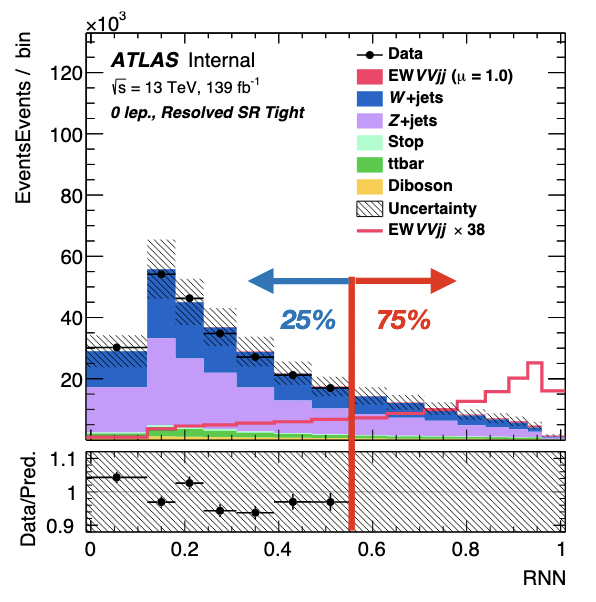 ×10³
EventsEvents / bin
ATLAS Internal
√s = 13 TeV, 139 fb⁻¹
0 lep., Resolved SR Tight
Data
EW VVjj (μ = 1.0)
W+jets
Z+jets
Stop
ttbar
Diboson
Uncertainty
EW VVjj × 38
120
100
80
60
40
20
25% 75%
Data/Pred.
1.1
1
0.9
0 0.2 0.4 0.6 0.8 1
RNN